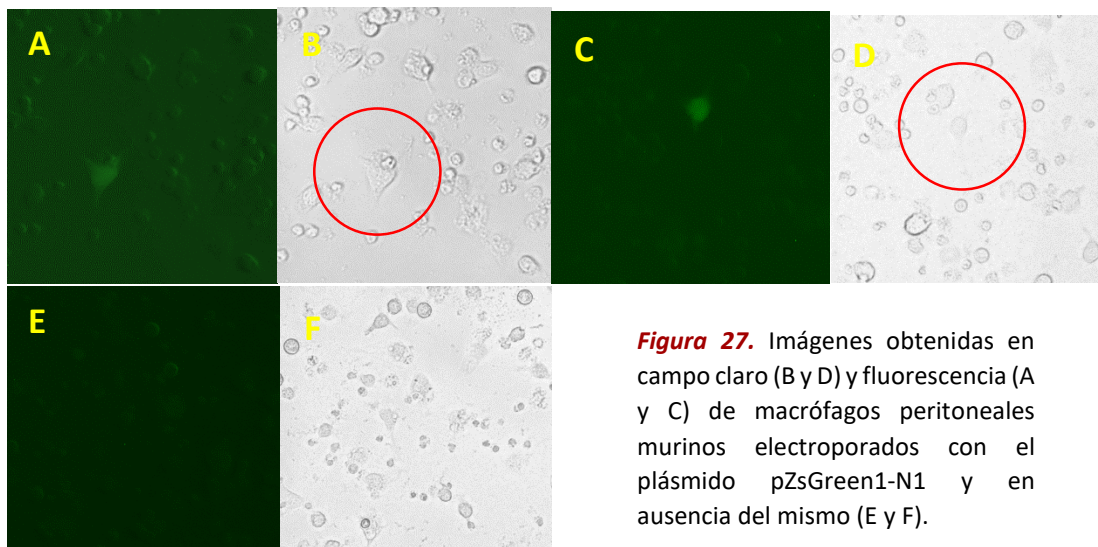 A
B
C
D
E
F
Figura 27. Imágenes obtenidas en
campo claro (B y D) y fluorescencia (A
y C) de macrófagos peritoneales
murinos electroporados con el
plásmido pZsGreen1-N1 y en
ausencia del mismo (E y F).